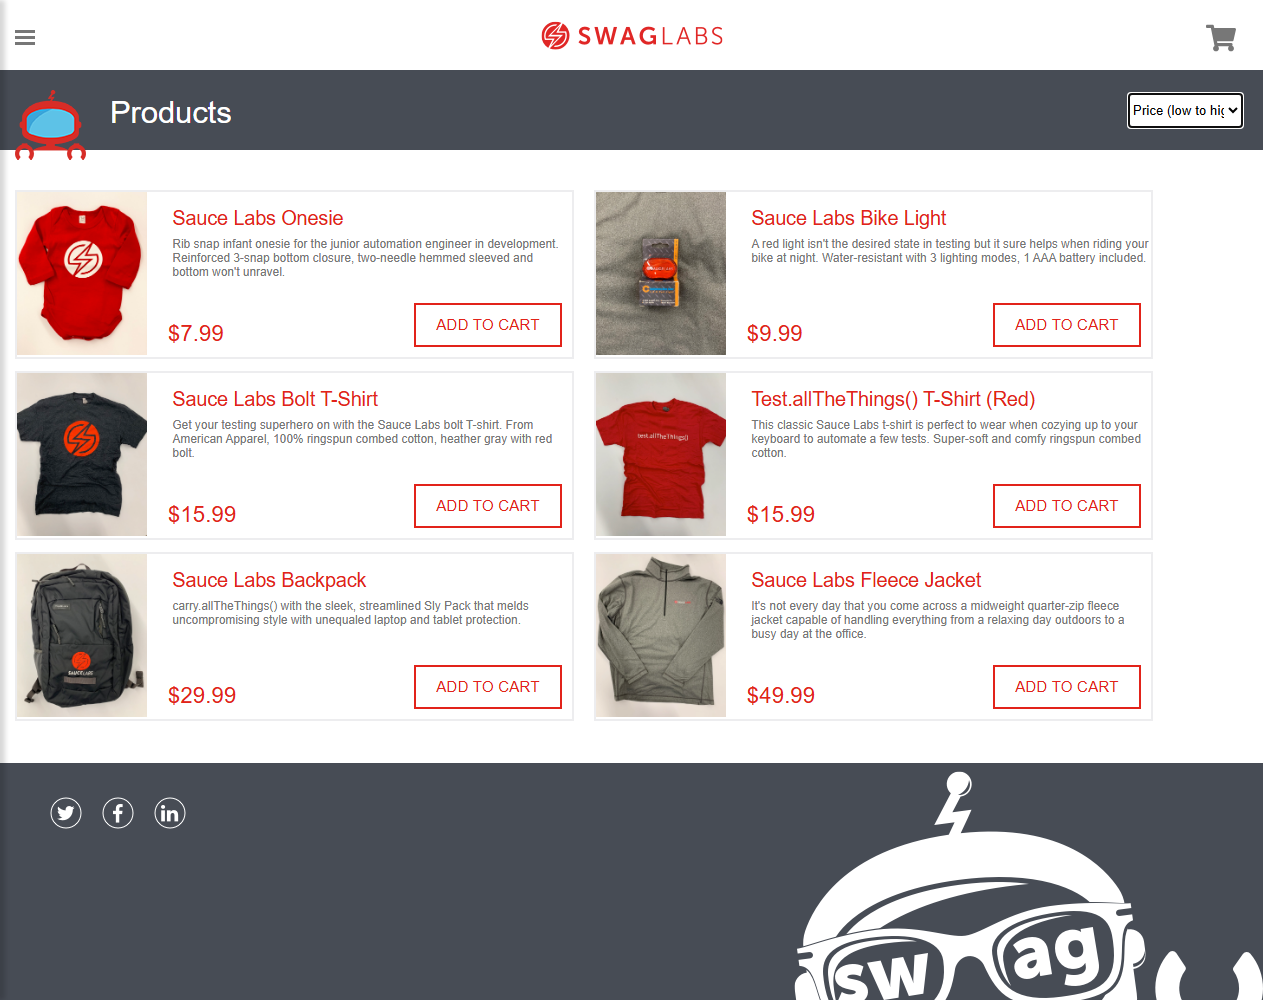 SWAGLABS
Products
Price (low to hig
Sauce Labs Onesie
Rib snap infant onesie for the junior automation engineer in development.
Reinforced 3-snap bottom closure, two-needle hemmed sleeved and
bottom won't unravel.
$7.99
ADD TO CART
Sauce Labs Bike Light
A red light isn't the desired state in testing but it sure helps when riding your
bike at night. Water-resistant with 3 lighting modes, 1 AAA battery included.
$9.99
ADD TO CART
Sauce Labs Bolt T-Shirt
Get your testing superhero on with the Sauce Labs bolt T-shirt. From
American Apparel, 100% ringspun combed cotton, heather gray with red
bolt.
$15.99
ADD TO CART
test.allTheThings()
Test.allTheThings() T-Shirt (Red)
This classic Sauce Labs t-shirt is perfect to wear when cozying up to your
keyboard to automate a few tests. Super-soft and comfy ringspun combed
cotton.
$15.99
ADD TO CART
SAUCELABS
Sauce Labs Backpack
carry.allTheThings() with the sleek, streamlined Sly Pack that melds
uncompromising style with unequaled laptop and tablet protection.
$29.99
ADD TO CART
Sauce Labs Fleece Jacket
It's not every day that you come across a midweight quarter-zip fleece
jacket capable of handling everything from a relaxing day outdoors to a
busy day at the office.
$49.99
ADD TO CART
in
swag